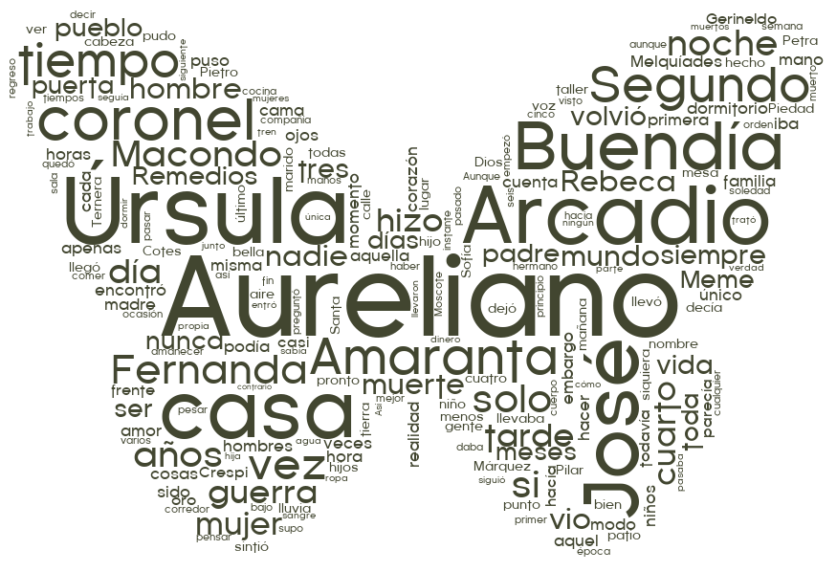 decir
ver
pueblo
cabeza
pudo
siguiente
regreso
tiempo
puso
Pietro
puerta
tiempos
seguía
hombre
cocina
mujeres
trabajo
coronel
cama
compañía
tren
ojos
horas
quedo
sala
Macondo
Remedios
cada
Ternera
dormir
pasar
último
marido
todas
tres
manos
Úrsula
única
momento
calle
corazón
lugar
hizo
días
hijo
apenas
Cotes
junto
bella
nadie
aquella
llegó
comer
día
misma
así
fin
haber
encontró
madre
aire
entró
preguntó
Santa
llevaron
Moscote
ocasión
propia
Aureliano
dejó
llevó
nunca
amanecer
podía
casi
sabía
dinero
Gerineldo
muertos
semana
aunque
noche
Petra
Melquíades
hecho
mano
muerto
Segundo
taller
visto
voz
cinco
volvió
dormitorio
Piedad
primera
orden
iba
Buendía
Dios
empezó
Aunque
cuenta
seis
Rebeca
mesa
familia
soledad
pasado
instante
Arcadio
hacia
ningún
trató
Sofía
padre
mundo
siempre
hermano
parte
verdad
principio
Meme
único
decía
mañana
Fernanda
contrario
Amaranta
pronto
muerte
cuatro
frente
casa
pesar
ser
amor
varios
Así
mejor
niño
menos
gente
tierra
realidad
solo
llevaba
cuerpo
embargo
hacer
cómo
José
nombre
siquiera
todavía
vida
parecía
cualquier
cuarto
toda
pasaba
años
hija
hombres
agua
veces
hora
cosas
Crespi
vez
hijos
ropa
sido
oro
corredor
guerra
bajo
lluvia
sangre
mujer
supo
pensar
sintió
daba
tarde
meses
Márquez
siguió
si
hacía
Pilar
punto
primer
vio
bien
modo
niños
aquel
patio
época